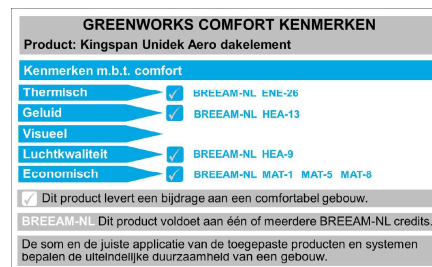 GREENWORKS COMFORT KENMERKEN
Product: Kingspan Unidek Aero dakelement
Kenmerken m.b.t. comfort
Thermisch BREEAM-NL ENE-26
Geluid BREEAM-NL HEA-13
Visueel
Luchtkwaliteit BREEAM-NL HEA-9
Economisch BREEAM-NL MAT-1 MAT-5 MAT-8
Dit product levert een bijdrage aan een comfortabel gebouw.
BREEAM-NL Dit product voldoet aan één of meerdere BREEAM-NL credits.
De som en de juiste applicatie van de toegepaste producten en systemen
bepalen de uiteindelijke duurzaamheid van een gebouw.